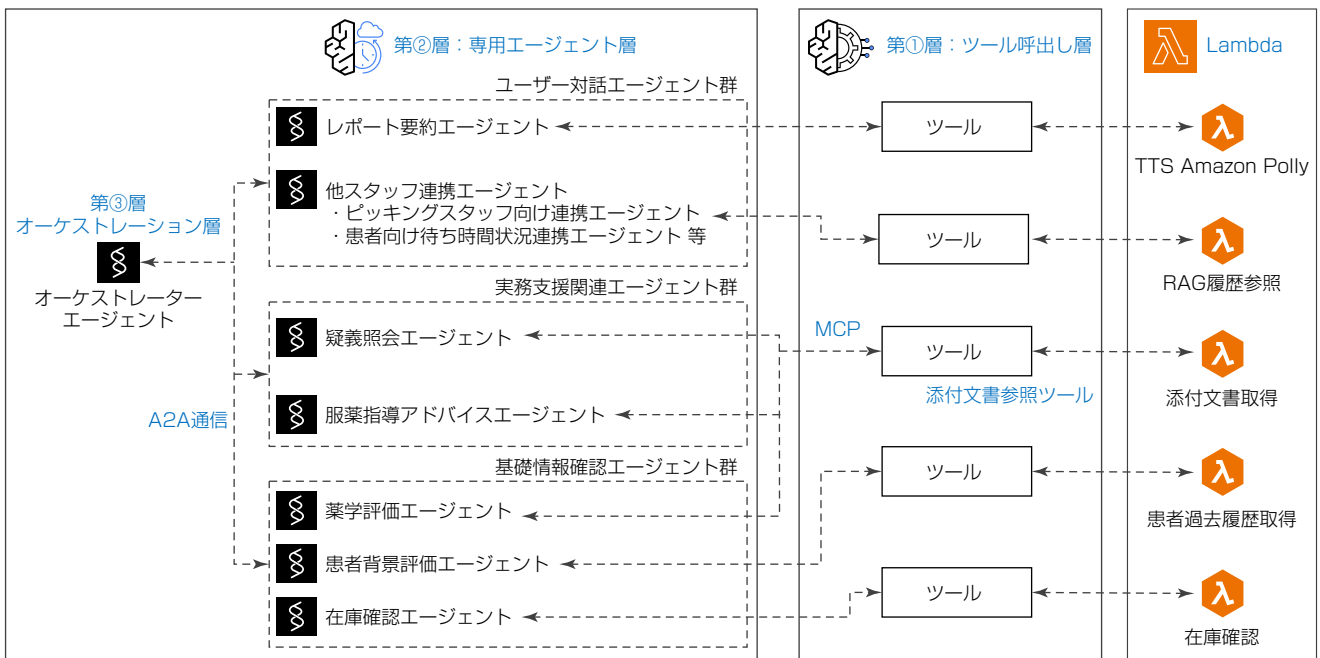 第②層：専用エージェント層
第①層：ツール呼出し層
Lambda
ユーザー対話エージェント群
レポート要約エージェント
ツール
TTS Amazon Polly
他スタッフ連携エージェント
・ピッキングスタッフ向け連携エージェント
・患者向け待ち時間状況連携エージェント 等
ツール
RAG履歴参照
第③層
オーケストレーション層
オーケストレーター
エージェント
A2A通信
実務支援関連エージェント群
疑義照会エージェント
服薬指導アドバイスエージェント
MCP
ツール
添付文書参照ツール
添付文書取得
基礎情報確認エージェント群
薬学評価エージェント
患者背景評価エージェント
在庫確認エージェント
ツール
患者過去履歴取得
ツール
在庫確認